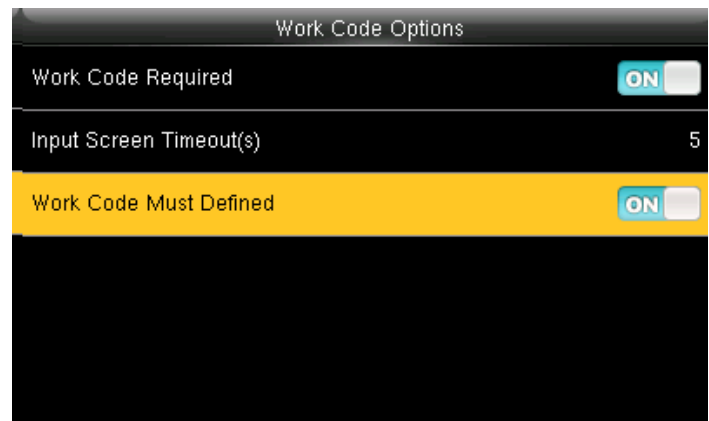 Work Code Options
Work Code Required ON
Input Screen Timeout(s) 5
Work Code Must Defined ON